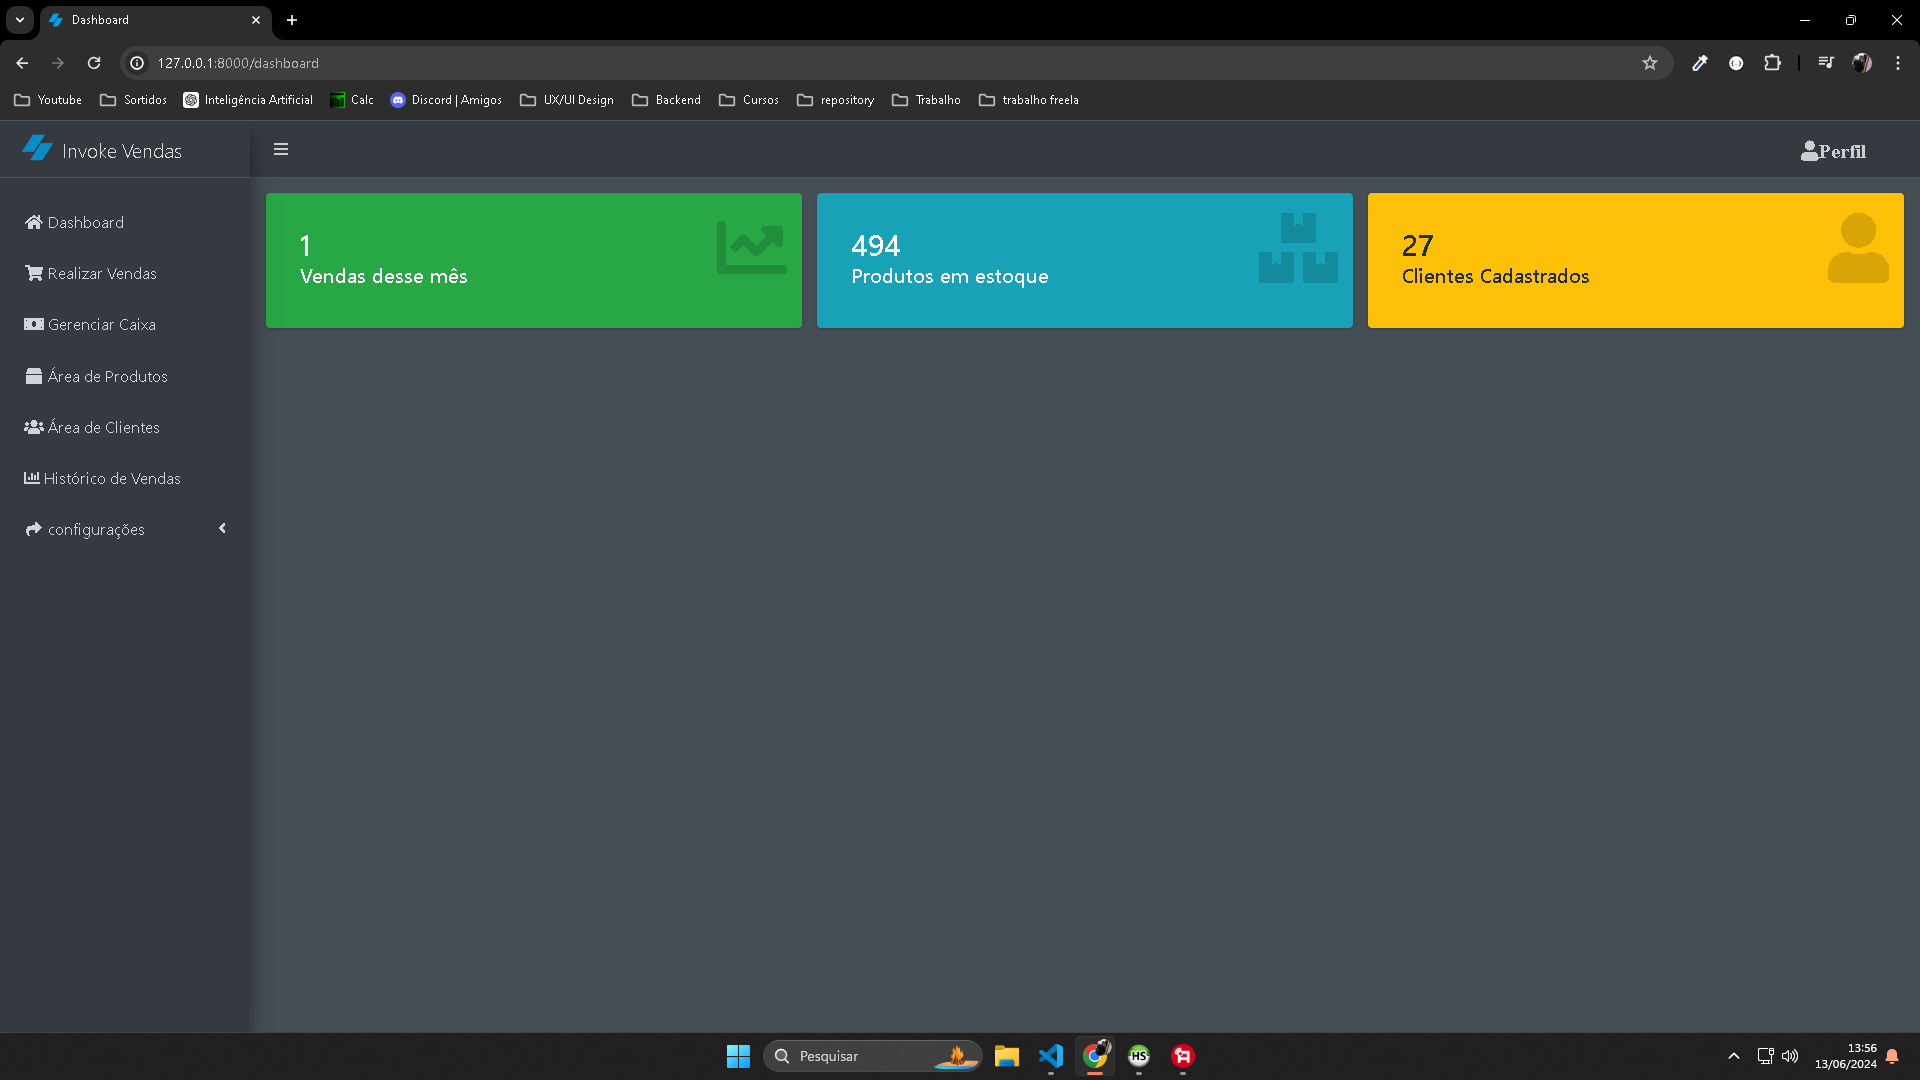 Dashboard
127.0.0.1:8000/dashboard
Youtube Sortidos Inteligência Artificial Calc Discord | Amigos UX/UI Design Backend Cursos repository Trabalho trabalho freela
Invoke Vendas
Perfil
Dashboard
Realizar Vendas
Gerenciar Caixa
Área de Produtos
Área de Clientes
Histórico de Vendas
configurações
1
Vendas desse mês
494
Produtos em estoque
27
Clientes Cadastrados
Pesquisar
HS
13:56
13/06/2024